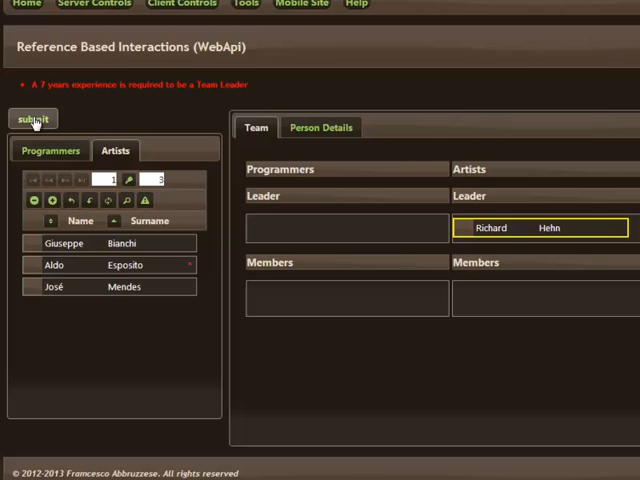 Home Server Controls Client Controls Tools Mobile Site Help
Reference Based Interactions (WebApi)
A 7 years experience is required to be a Team Leader
submit
Team Person Details
Programmers Artists
1 3
Name Surname
Giuseppe Bianchi
Aldo Esposito *
José Mendes
Programmers Artists
Leader Leader
Richard Hehn
Members Members
© 2012-2013 Francesco Abbruzzese. All rights reserved